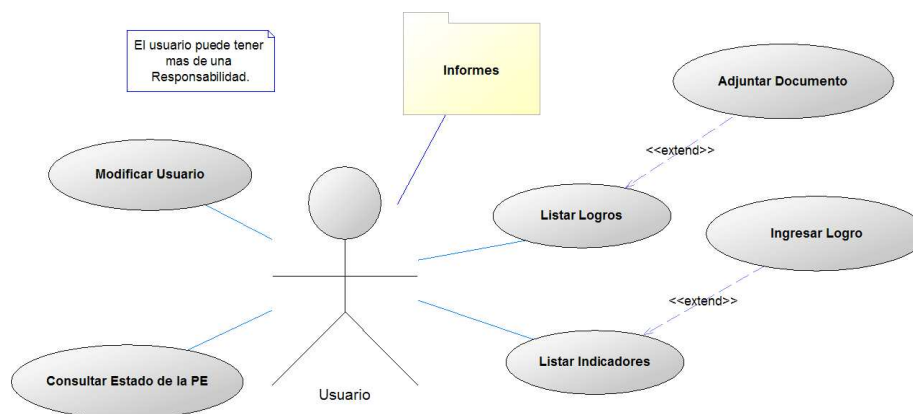 El usuario puede tener
mas de una
Responsabilidad.
Informes
Adjuntar Documento
<<extend>>
Modificar Usuario
Listar Logros
Ingresar Logro
<<extend>>
Listar Indicadores
Consultar Estado de la PE
Usuario